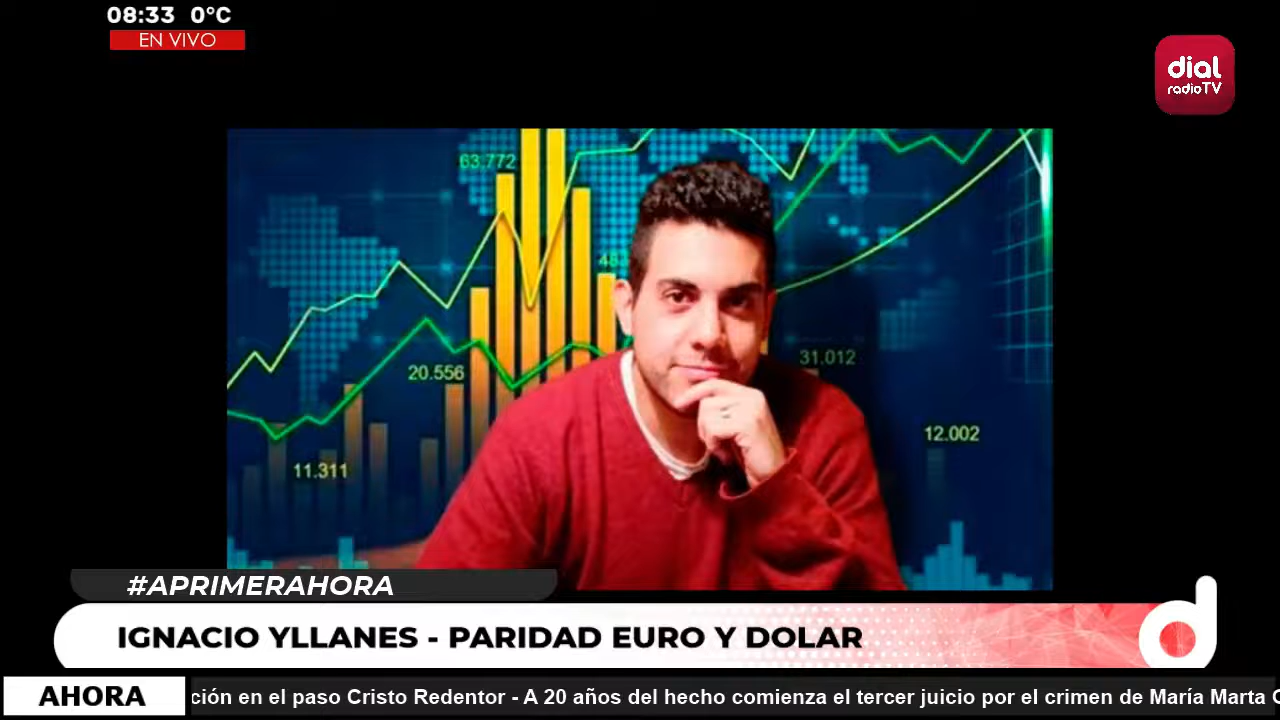 08:33 0°C
EN VIVO
dial
radioTV
63.772
483
20.556
31.012
12.002
11.311
#APRIMERAHORA
IGNACIO YLLANES - PARIDAD EURO Y DOLAR
AHORA
ción en el paso Cristo Redentor - A 20 años del hecho comienza el tercer juicio por el crimen de María Marta